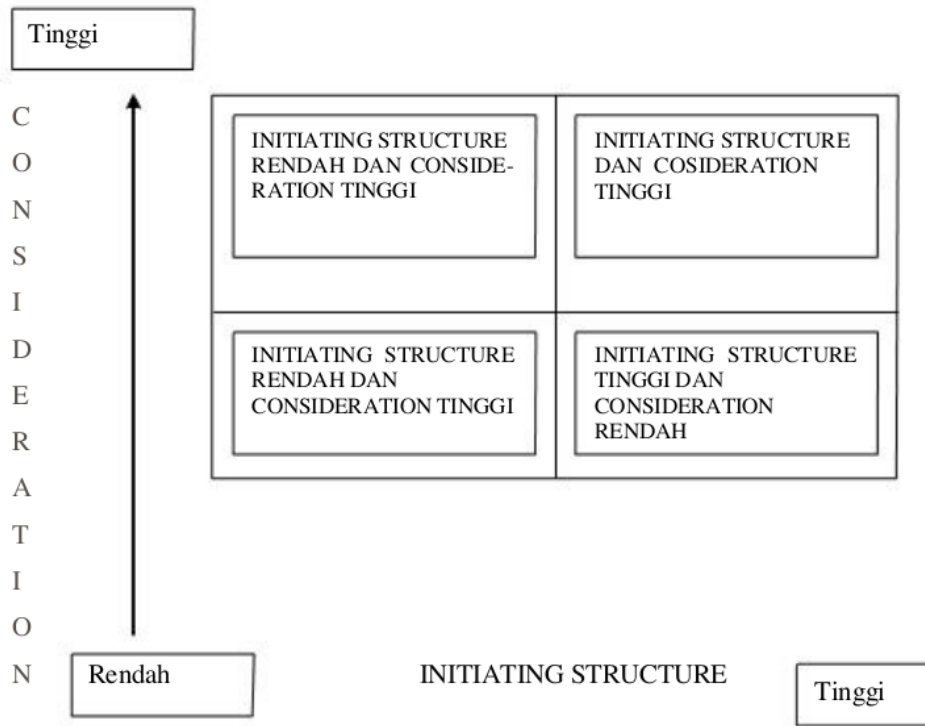 Tinggi
CONSIDERATION
INITIATING STRUCTURE
RENDAH DAN CONSIDE-
RATION TINGGI
INITIATING STRUCTURE
DAN COSIDERATION
TINGGI
INITIATING STRUCTURE
RENDAH DAN
CONSIDERATION TINGGI
INITIATING STRUCTURE
TINGGI DAN
CONSIDERATION
RENDAH
Rendah
INITIATING STRUCTURE
Tinggi